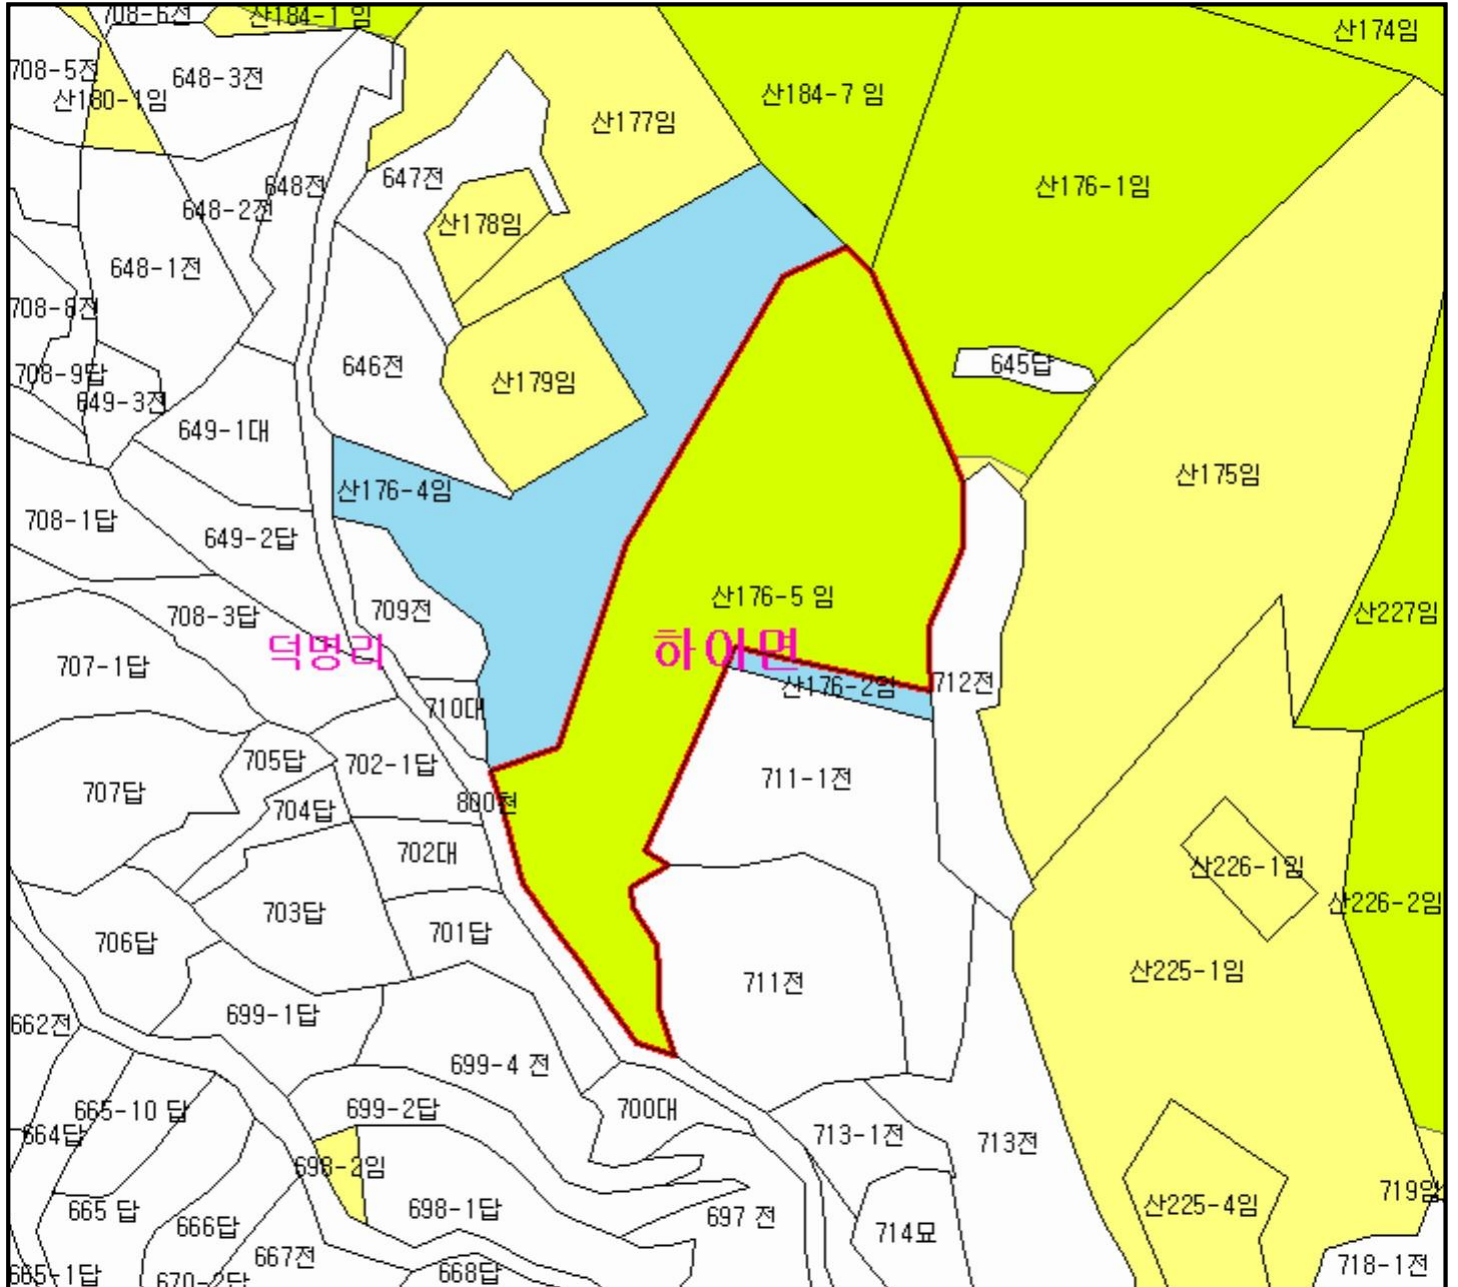 708-6전
산184-1 임
산174임
708-5전
648-3전
산180-1임
산184-7 임
산177임
647전
648전
산176-1임
648-2전
산178임
648-1전
708-8전
646전
645답
708-9답
산179임
649-3전
649-1대
산175임
산176-4임
708-1답
649-2답
산176-5 임
709전
708-3답
산227임
덕명리
하이면
707-1답
산176-2임
712전
710대
705답
702-1답
711-1전
707답
800천
704답
702대
산226-1임
산226-2임
703답
701답
706답
산225-1임
711전
699-1답
662전
699-4 전
665-10 답
699-2답
700대
664답
713-1전
713전
698-2임
719임
665 답
698-1답
산225-4임
666답
697 전
714묘
667전
718-1전
665-1답
670-2답
668답